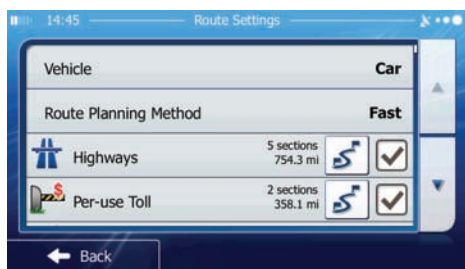 14:45 Route Settings
Vehicle Car
Route Planning Method Fast
Highways 5 sections 754.3 mi
Per-use Toll 2 sections 358.1 mi
Back